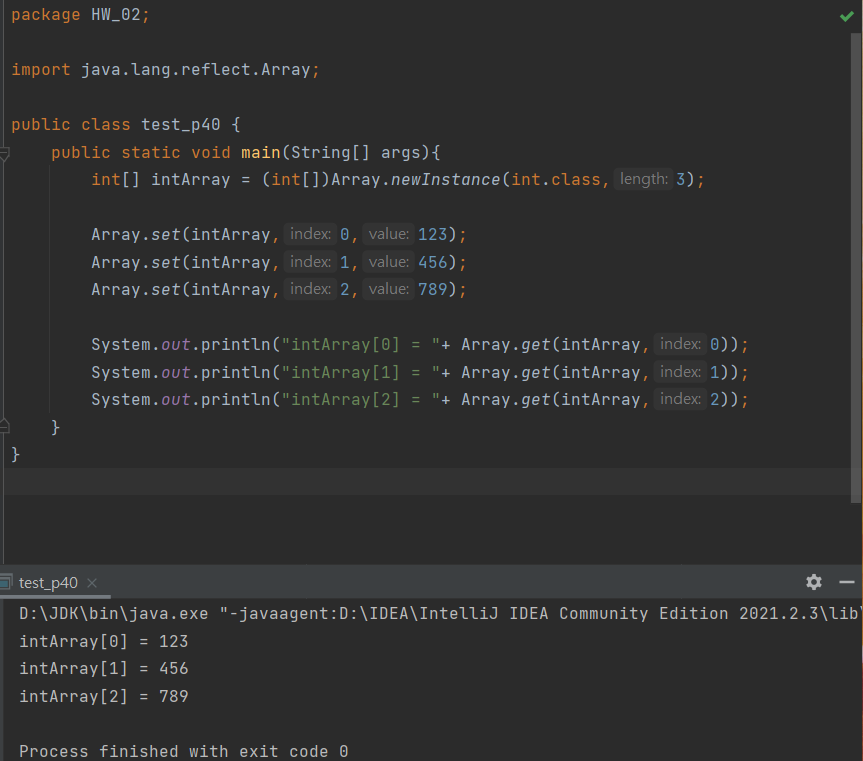 package HW_02;
import java.lang.reflect.Array;
public class test_p40 {
public static void main(String[] args){
int[] intArray = (int[])Array.newInstance(int.class, length: 3);
Array.set(intArray, index: 0, value: 123);
Array.set(intArray, index: 1, value: 456);
Array.set(intArray, index: 2, value: 789);
System.out.println("intArray[0] = "+ Array.get(intArray, index: 0));
System.out.println("intArray[1] = "+ Array.get(intArray, index: 1));
System.out.println("intArray[2] = "+ Array.get(intArray, index: 2));
}
}
test_p40
D:\JDK\bin\java.exe "-javaagent:D:\IDEA\IntelliJ IDEA Community Edition 2021.2.3\lib\
intArray[0] = 123
intArray[1] = 456
intArray[2] = 789
Process finished with exit code 0